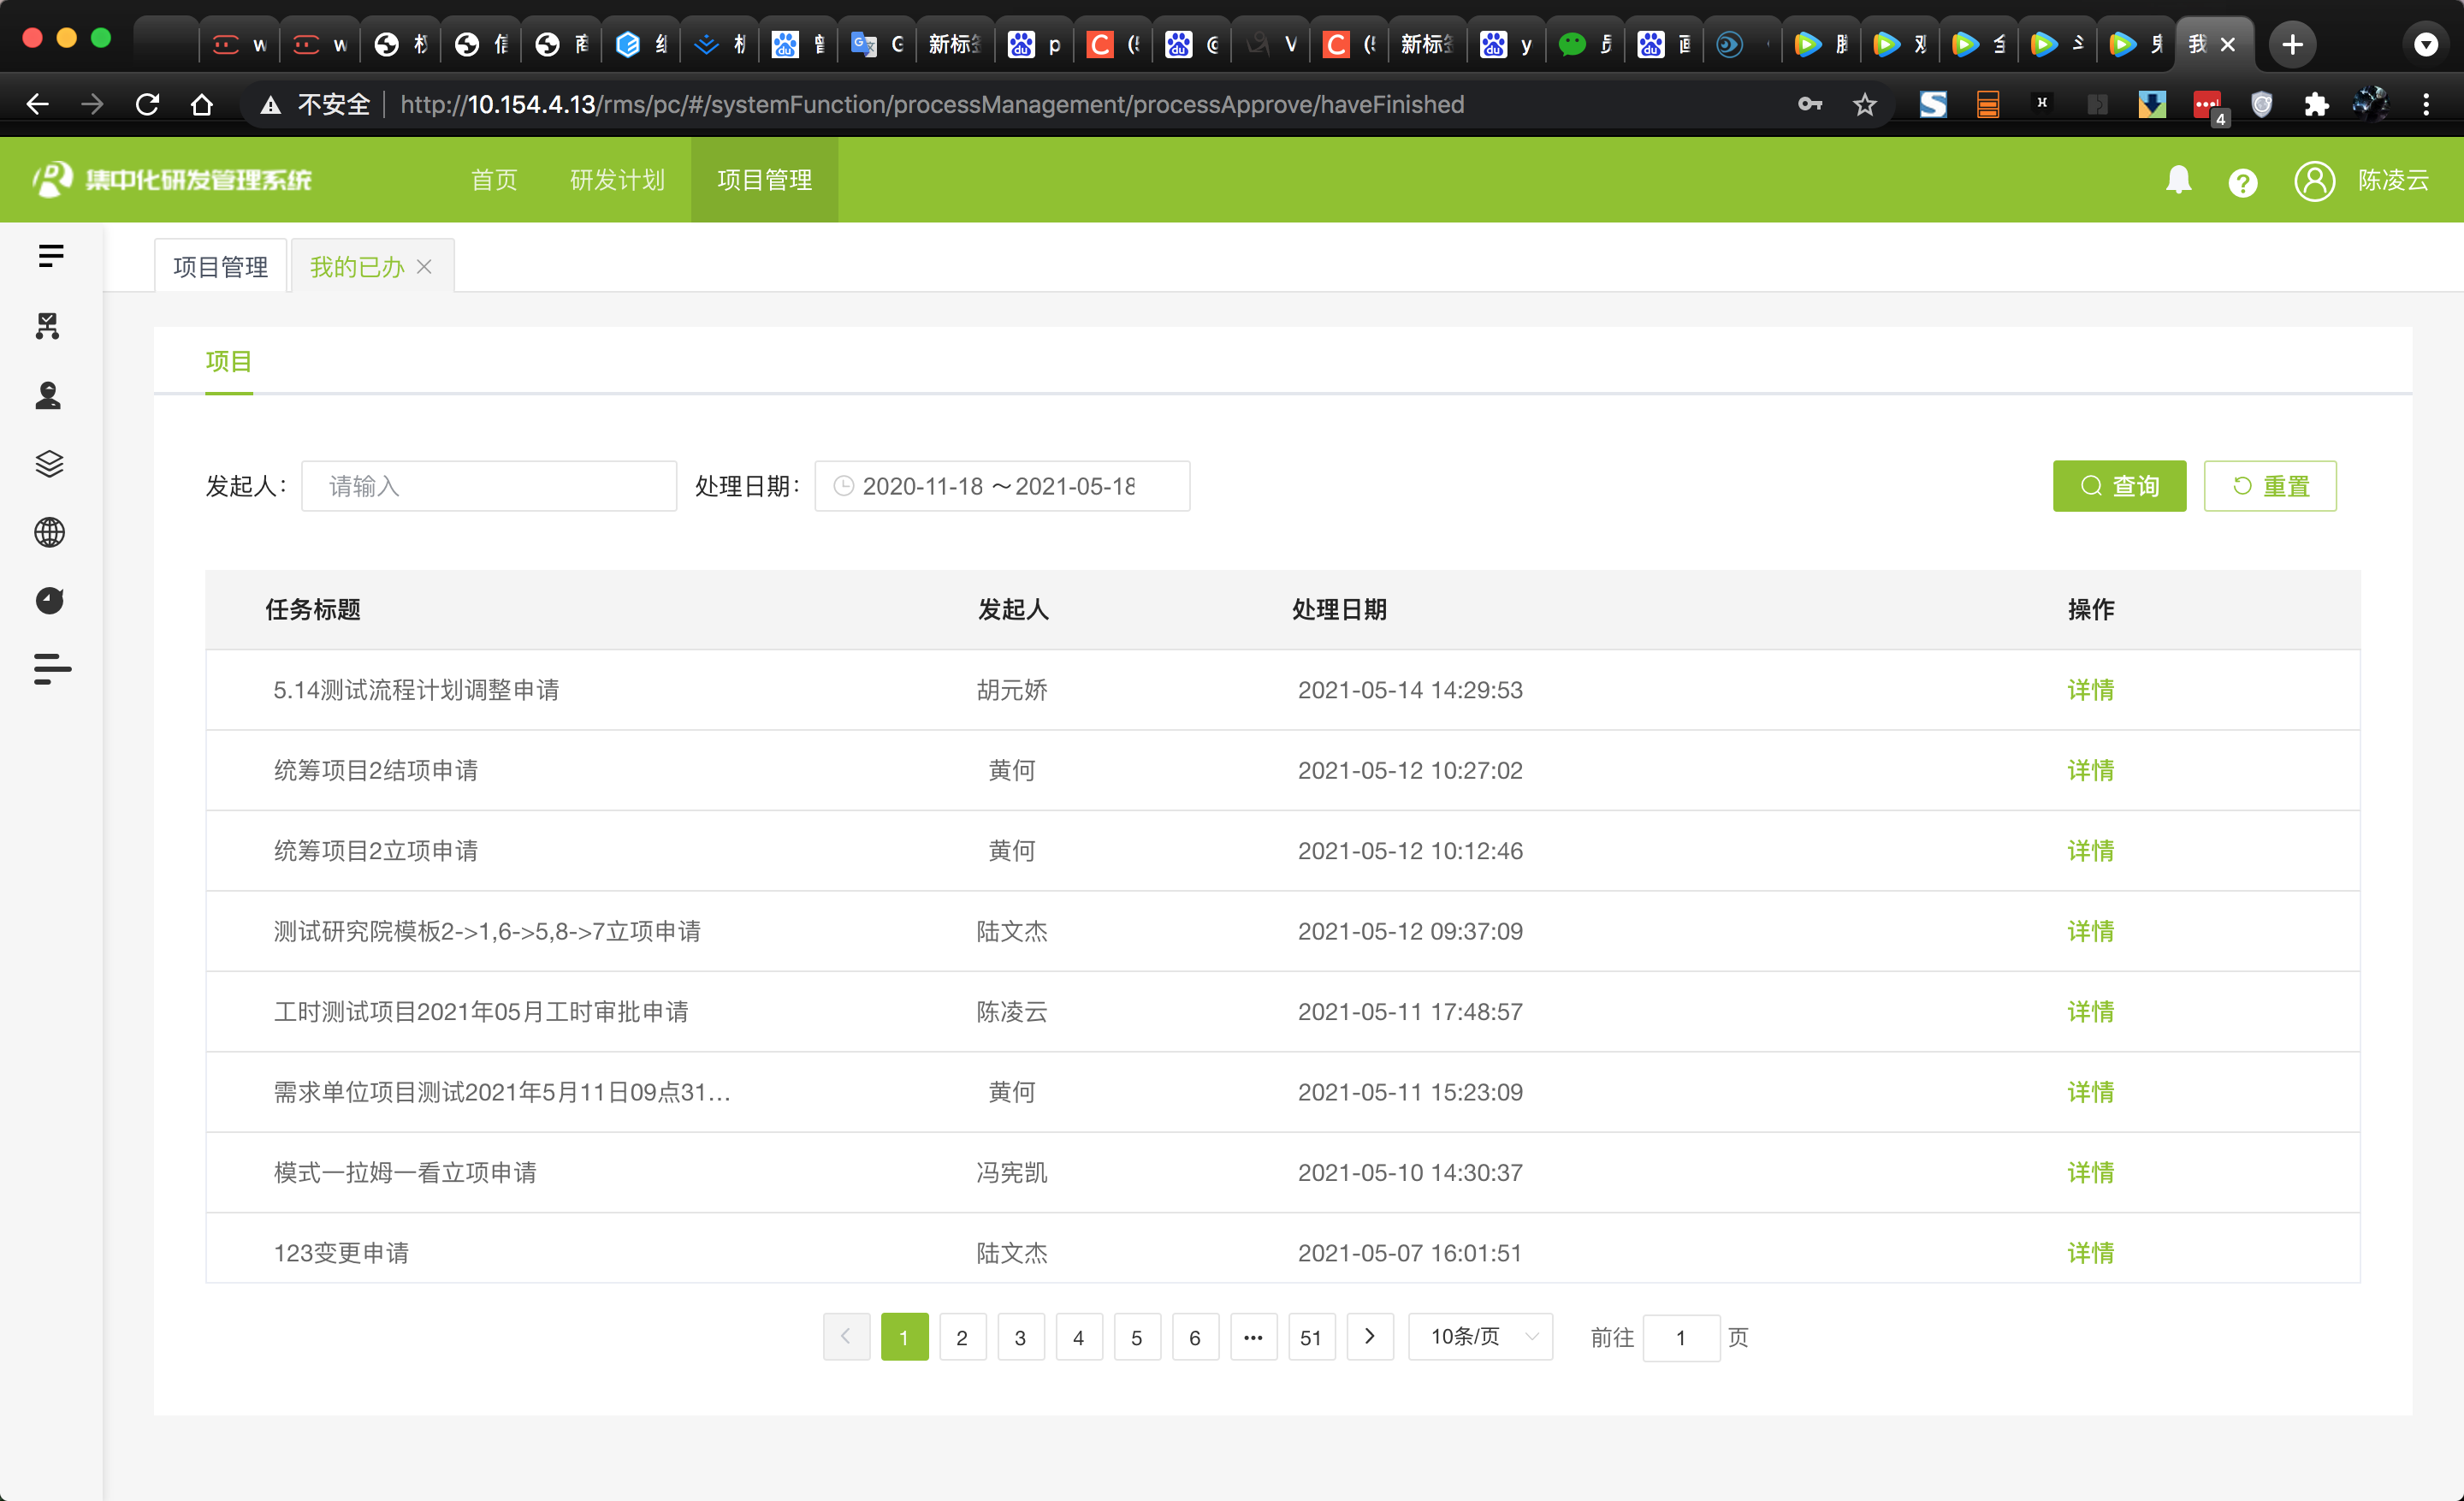 w w 新标签 p 新标签 y 我
不安全 http://10.154.4.13/rms/pc/#/systemFunction/processManagement/processApprove/haveFinished 4
集中化研发管理系统 首页 研发计划 项目管理 陈凌云
项目管理 我的已办
项目
发起人： 请输入 处理日期： 2020-11-18 ～2021-05-18 查询 重置
任务标题 发起人 处理日期 操作
5.14测试流程计划调整申请 胡元娇 2021-05-14 14:29:53 详情
统筹项目2结项申请 黄何 2021-05-12 10:27:02 详情
统筹项目2立项申请 黄何 2021-05-12 10:12:46 详情
测试研究院模板2->1,6->5,8->7立项申请 陆文杰 2021-05-12 09:37:09 详情
工时测试项目2021年05月工时审批申请 陈凌云 2021-05-11 17:48:57 详情
需求单位项目测试2021年5月11日09点31... 黄何 2021-05-11 15:23:09 详情
模式一拉姆一看立项申请 冯宪凯 2021-05-10 14:30:37 详情
123变更申请 陆文杰 2021-05-07 16:01:51 详情
1 2 3 4 5 6 ••• 51 10条/页 前往 1 页